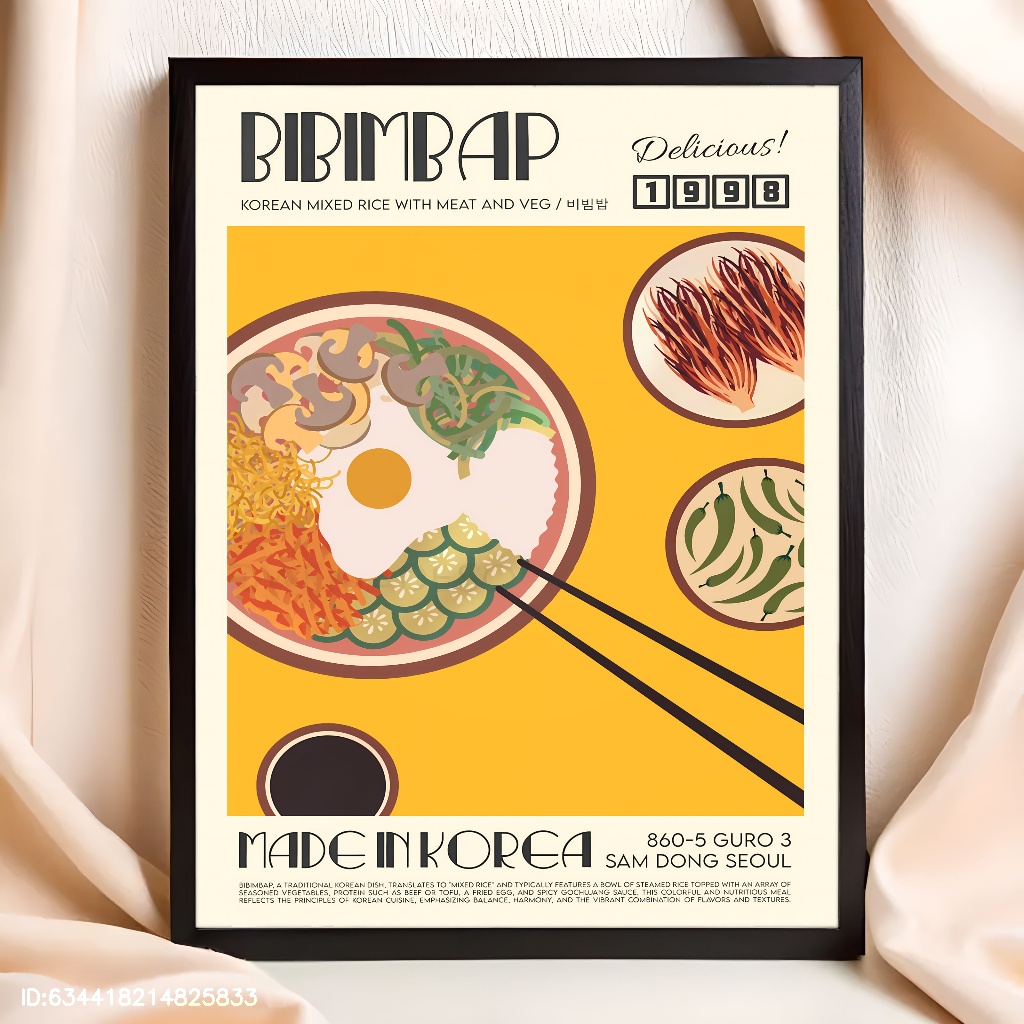 BIBIMBAP
KOREAN MIXED RICE WITH MEAT AND VEG / 비빔밥
Delicious!
1998
MADE IN KOREA
860-5 GURO 3
SAM DONG SEOUL
BIBIMBAP, A TRADITIONAL KOREAN DISH, TRANSLATES TO "MIXED RICE" AND TYPICALLY FEATURES A BOWL OF STEAMED RICE TOPPED WITH AN ARRAY OF
SEASONED VEGETABLES, PROTEIN SUCH AS BEEF OR TOFU, A FRIED EGG, AND SPICY GOCHUJANG SAUCE. THIS COLORFUL AND NUTRITIOUS MEAL
REFLECTS THE PRINCIPLES OF KOREAN CUISINE, EMPHASIZING BALANCE, HARMONY, AND THE VIBRANT COMBINATION OF FLAVORS AND TEXTURES.
ID:634418214825833